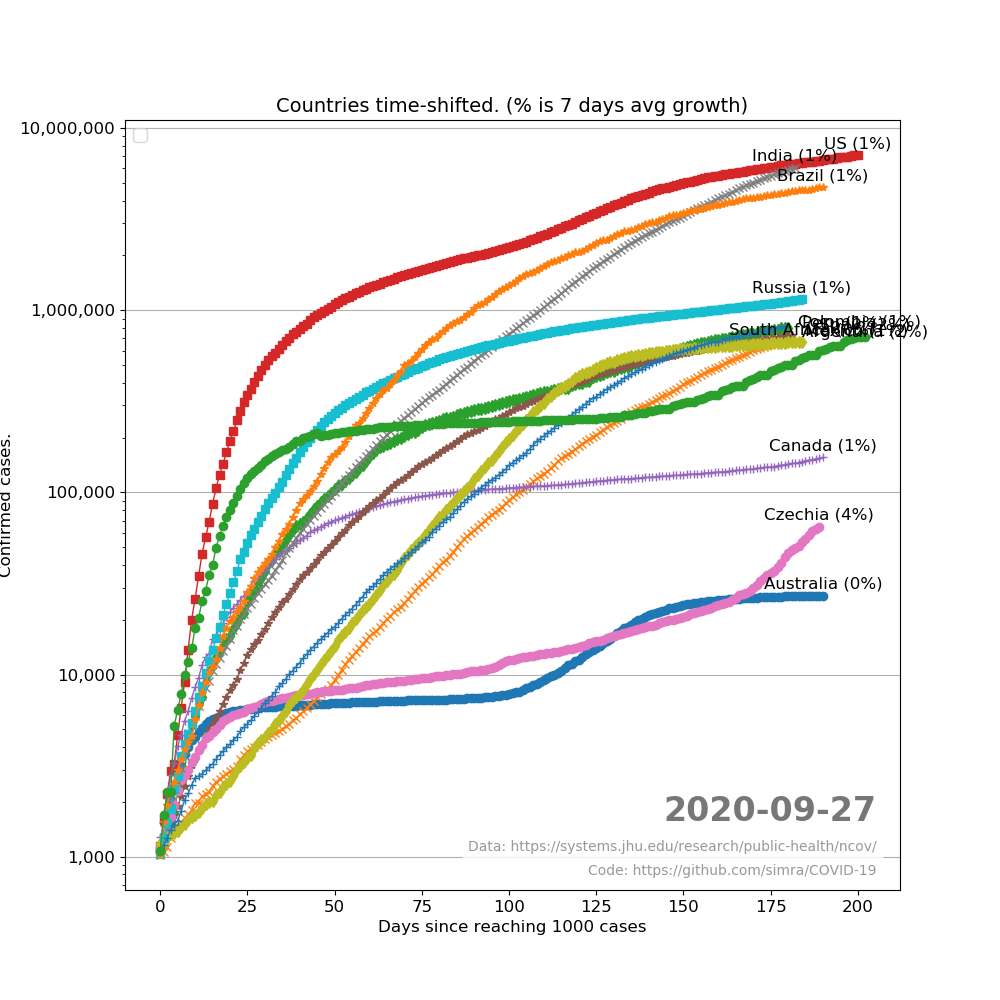 Countries time-shifted. (% is 7 days avg growth)
10,000,000
US (1%)
India (1%)
Brazil (1%)
Russia (1%)
1,000,000
South
Canada (1%)
100,000
Czechia (4%)
Australia (0%)
10,000
2020-09-27
Data: https://systems.jhu.edu/research/public-health/ncov/
1,000
Code: https://github.com/simra/COVID-19
Confirmed cases.
0 25 50 75 100 125 150 175 200
Days since reaching 1000 cases